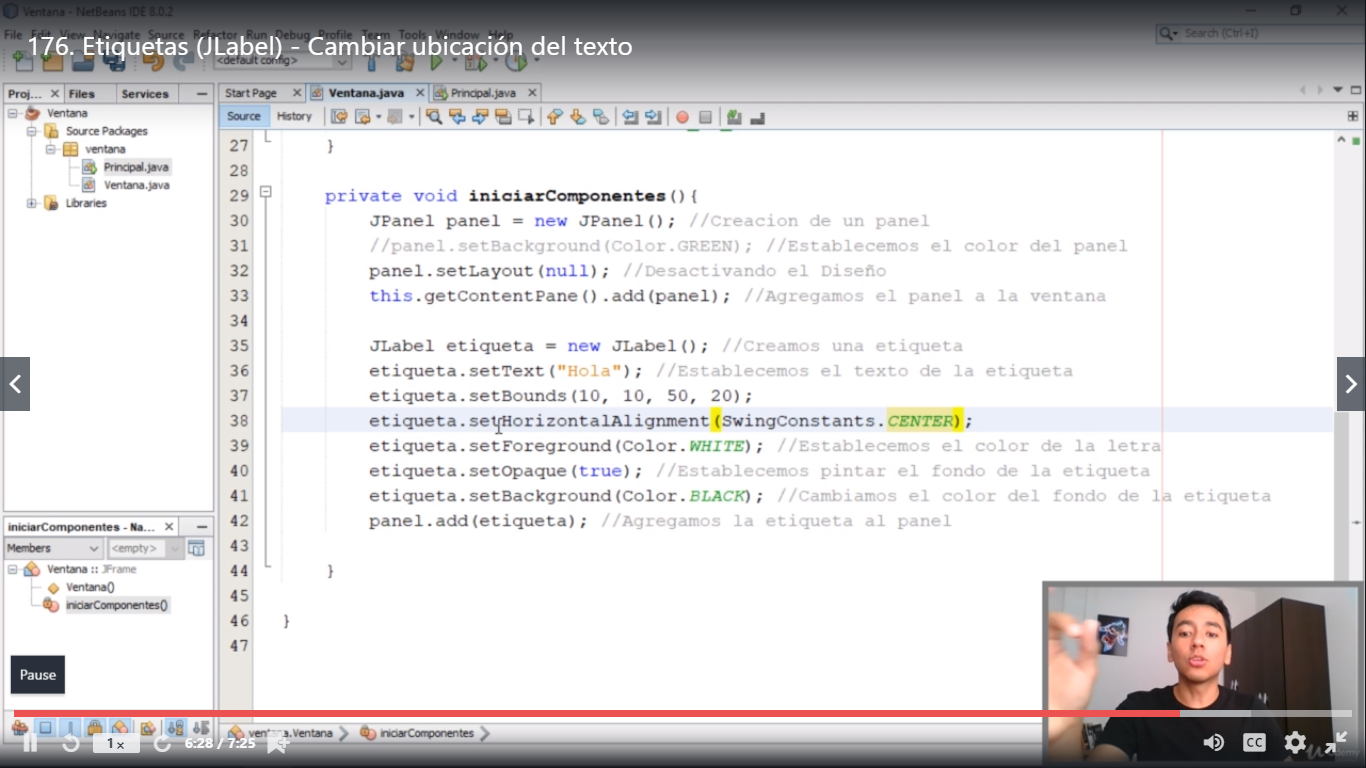 Ventana - NetBeans IDE 8.0.2
File Edit View Navigate Source Refactor Run Debug Profile Team Tools Window Help
Search (Ctrl+I)
176. Etiquetas (JLabel) - Cambiar ubicación del texto
<default config>
Proj... Files Services
Start Page Ventana.java Principal.java
Source History
Ventana
Source Packages
ventana
Principal.java
Ventana.java
Libraries
27 }
28
29 private void iniciarComponentes(){
30 JPanel panel = new JPanel(); //Creacion de un panel
31 //panel.setBackground(Color.GREEN); //Establecemos el color del panel
32 panel.setLayout(null); //Desactivando el Diseño
33 this.getContentPane().add(panel); //Agregamos el panel a la ventana
34
35 JLabel etiqueta = new JLabel(); //Creamos una etiqueta
36 etiqueta.setText("Hola"); //Establecemos el texto de la etiqueta
37 etiqueta.setBounds(10, 10, 50, 20);
38 etiqueta.setHorizontalAlignment(SwingConstants.CENTER);
39 etiqueta.setForeground(Color.WHITE); //Establecemos el color de la letra
40 etiqueta.setOpaque(true); //Establecemos pintar el fondo de la etiqueta
41 etiqueta.setBackground(Color.BLACK); //Cambiamos el color del fondo de la etiqueta
42 panel.add(etiqueta); //Agregamos la etiqueta al panel
43
44 }
45
46 }
47
iniciarComponentes - Na...
Members <empty>
Ventana :: JFrame
Ventana()
iniciarComponentes()
Pause
ventana.Ventana iniciarComponentes
1x 6:28 / 7:25
CC